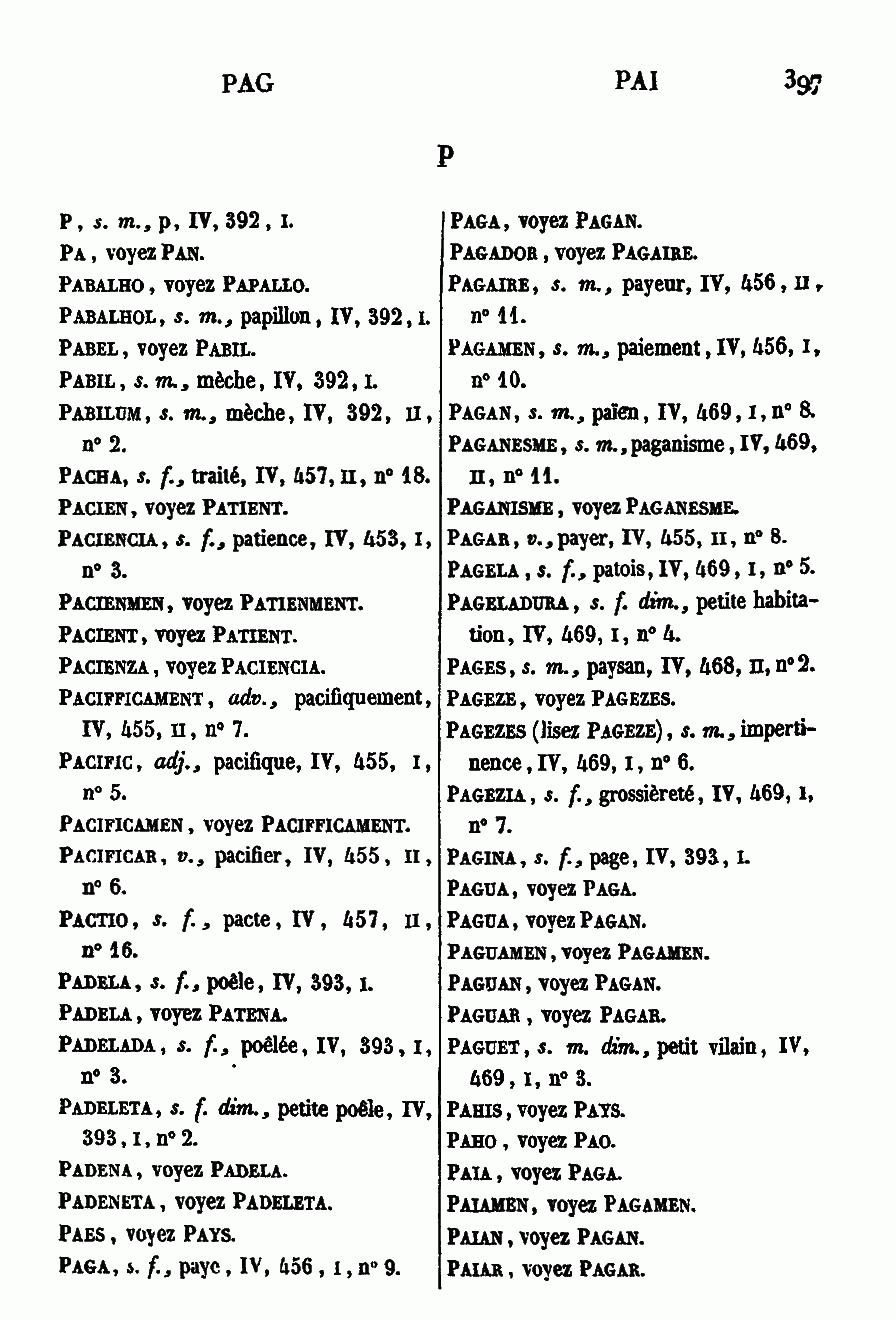 PAG PAI 397
P
P, s. m., p, IV, 392, I.
PA, voyez PAN.
PABALHO, voyez PAPALLO.
PABALHOL, s. m., papillon, IV, 392, I.
PABEL, voyez PABIL.
PABIL, s. m., mèche, IV, 392, I.
PABILUM, s. m., mèche, IV, 392, II,
n° 2.
PACHA, s. f., traité, IV, 457, II, n° 18.
PACIEN, voyez PATIENT.
PACIENCIA, s. f., patience, IV, 453, I,
n° 3.
PACIENMEN, voyez PATIENMENT.
PACIENT, voyez PATIENT.
PACIENZA, voyez PACIENCIA.
PACIFFICAMENT, adv., pacifiquement,
IV, 455, II, n° 7.
PACIFIC, adj., pacifique, IV, 455, I,
n° 5.
PACIFICAMEN, voyez PACIFFICAMENT.
PACIFICAR, v., pacifier, IV, 455, II,
n° 6.
PACTIO, s. f., pacte, IV, 457, II,
n° 16.
PADELA, s. f., poêle, IV, 393, I.
PADELA, voyez PATENA.
PADELADA, s. f., poêlée, IV, 393, I,
n° 3.
PADELETA, s. f. dim., petite poêle, IV,
393, I, n° 2.
PADENA, voyez PADELA.
PADENETA, voyez PADELETA.
PAES, voyez PAYS.
PAGA, s. f., paye, IV, 456, I, n° 9.
PAGA, voyez PAGAN.
PAGADOR, voyez PAGAIRE.
PAGAIRE, s. m., payeur, IV, 456, II,
n° 11.
PAGAMEN, s. m., paiement, IV, 456, I,
n° 10.
PAGAN, s. m., païen, IV, 469, I, n° 8.
PAGANESME, s. m., paganisme, IV, 469,
II, n° 11.
PAGANISME, voyez PAGANESME.
PAGAR, v., payer, IV, 455, II, n° 8.
PAGELA, s. f., patois, IV, 469, I, n° 5.
PAGELADURA, s. f. dim., petite habita-
tion, IV, 469, I, n° 4.
PAGES, s. m., paysan, IV, 468, II, n° 2.
PAGEZE, voyez PAGEZES.
PAGEZES (lisez PAGEZE), s. m., imperti-
nence, IV, 469, I, n° 6.
PAGEZIA, s. f., grossièreté, IV, 469, I,
n° 7.
PAGINA, s. f., page, IV, 393, I.
PAGUA, voyez PAGA.
PAGUA, voyez PAGAN.
PAGUAMEN, voyez PAGAMEN.
PAGUAN, voyez PAGAN.
PAGUAR, voyez PAGAR.
PAGUET, s. m. dim., petit vilain, IV,
469, I, n° 3.
PAHIS, voyez PAYS.
PAHO, voyez PAO.
PAIA, voyez PAGA.
PAIAMEN, voyez PAGAMEN.
PAIAN, voyez PAGAN.
PAIAR, voyez PAGAR.